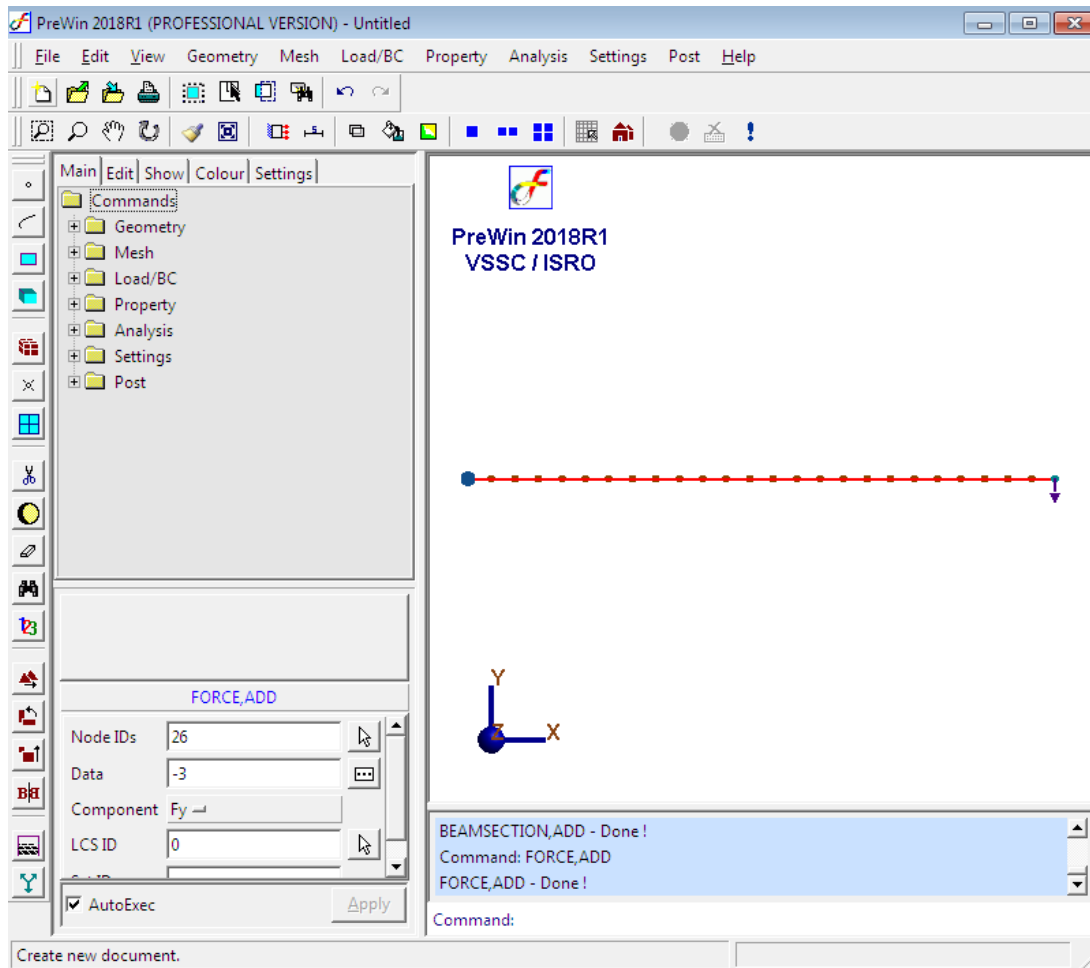 PreWin 2018R1 (PROFESSIONAL VERSION) - Untitled
File Edit View Geometry Mesh Load/BC Property Analysis Settings Post Help
Main Edit Show Colour Settings
Commands
Geometry
Mesh
Load/BC
Property
Analysis
Settings
Post
123
FORCE,ADD
Node IDs 26
Data -3
Component Fy
LCS ID 0
AutoExec Apply
PreWin 2018R1
VSSC / ISRO
Y
Z X
BEAMSECTION,ADD - Done !
Command: FORCE,ADD
FORCE,ADD - Done !
Command:
Create new document.